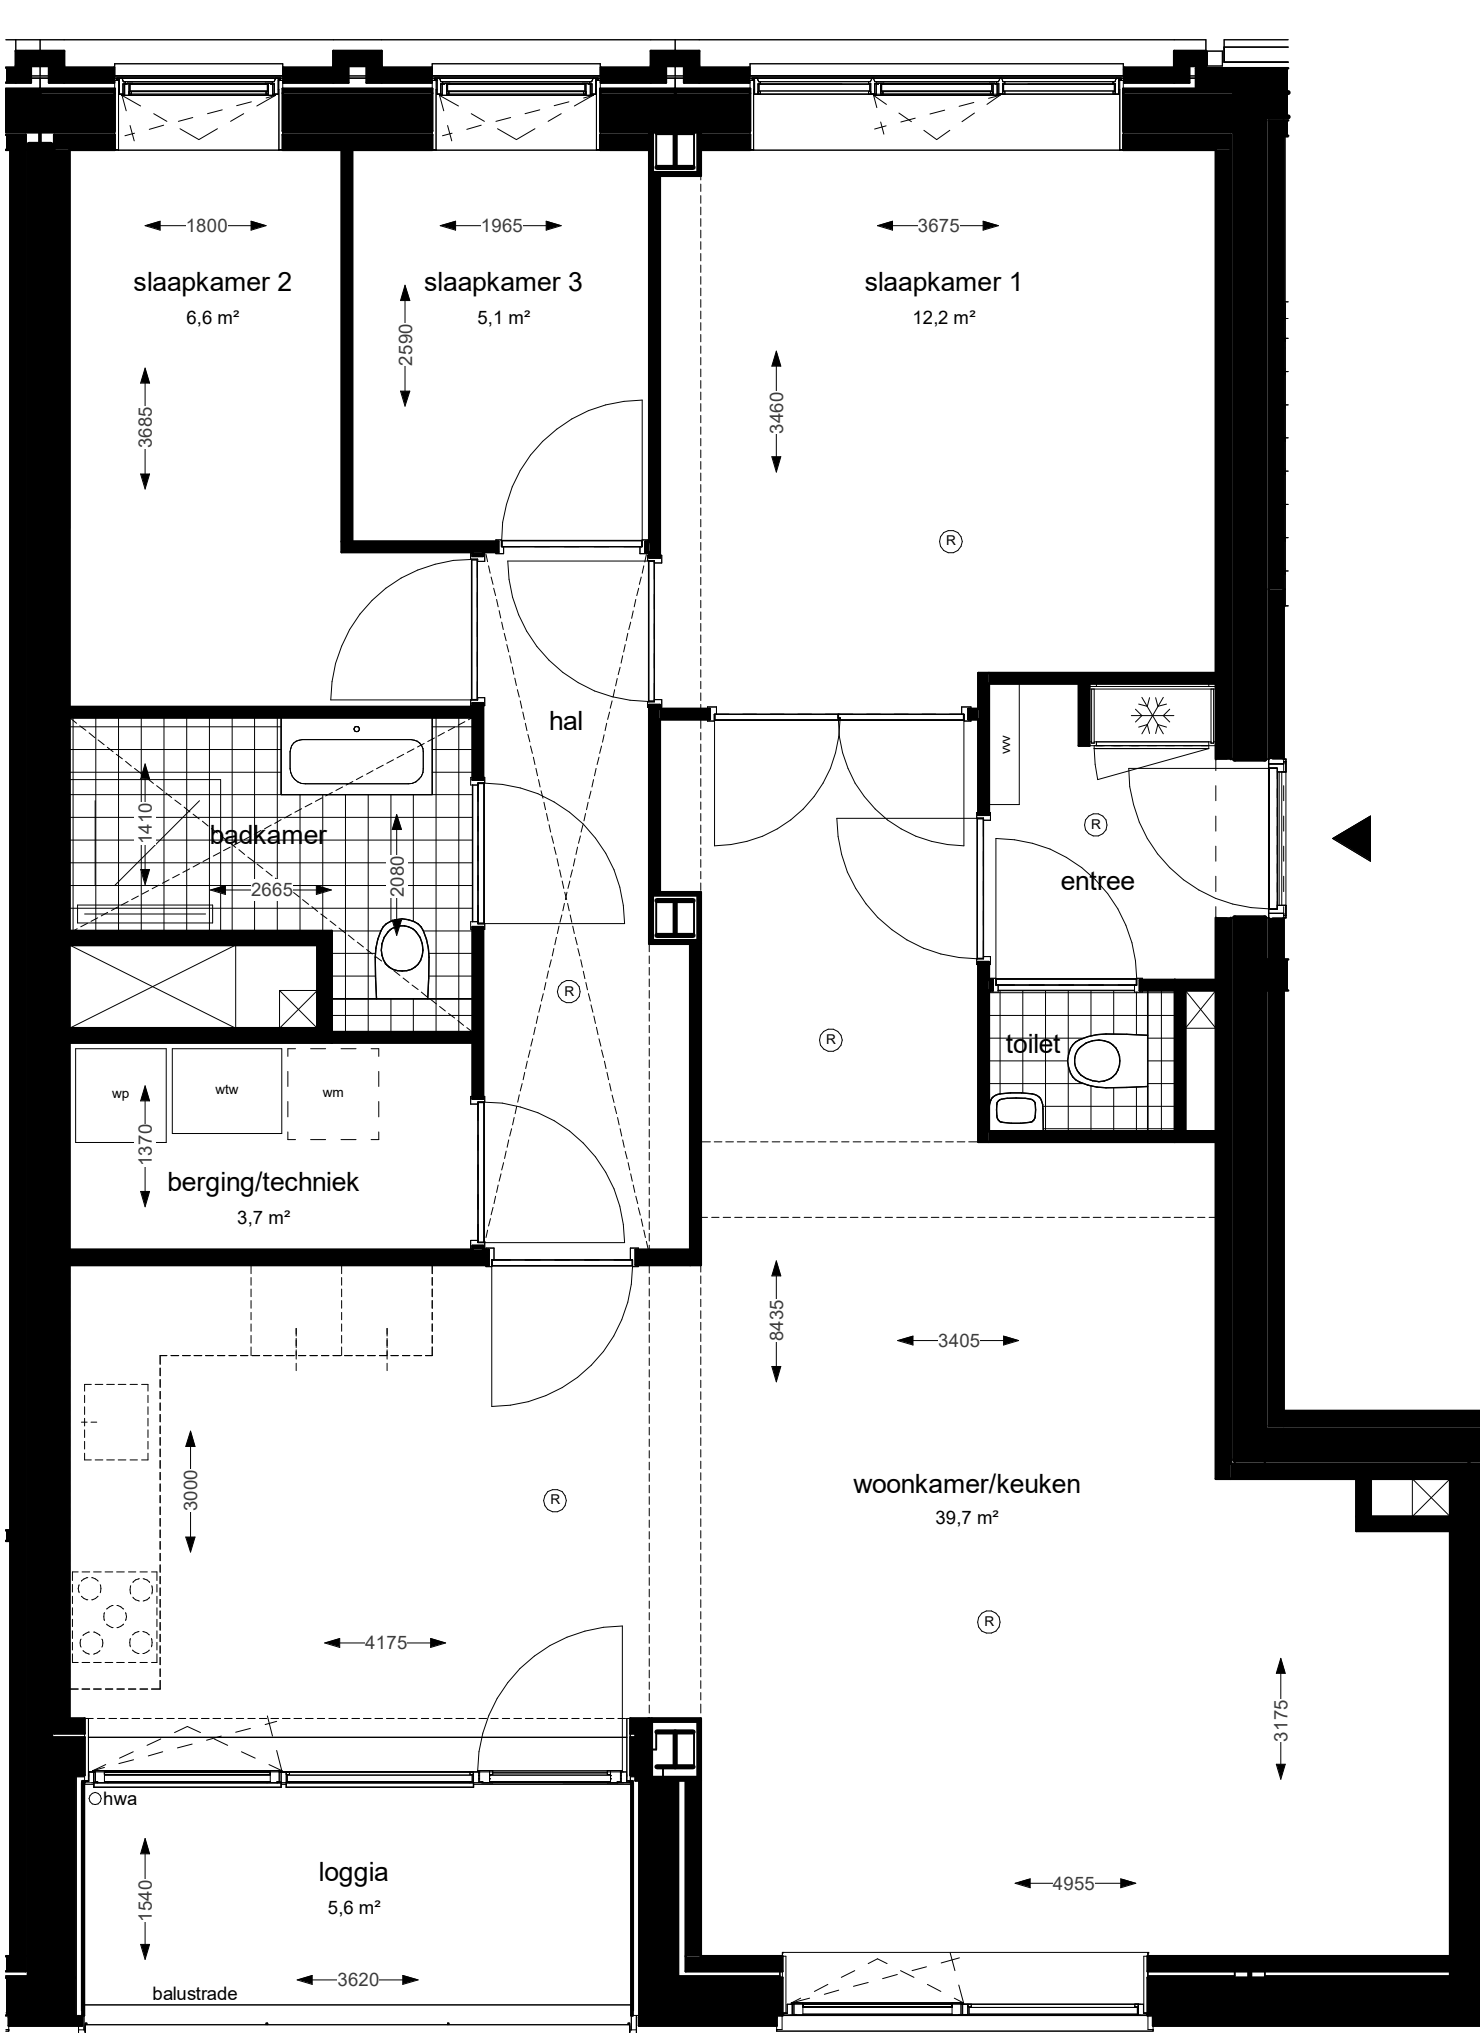 1800
1965
3675
slaapkamer 2
6,6 m²
slaapkamer 3
5,1 m²
slaapkamer 1
12,2 m²
2590
3685
3460
R
hal
vv
1410
badkamer
2665
2080
R
entree
R
R
toilet
wp
wtw
wm
1370
berging/techniek
3,7 m²
8435
3405
3000
R
woonkamer/keuken
39,7 m²
R
4175
3175
hwa
loggia
5,6 m²
1540
4955
3620
balustrade